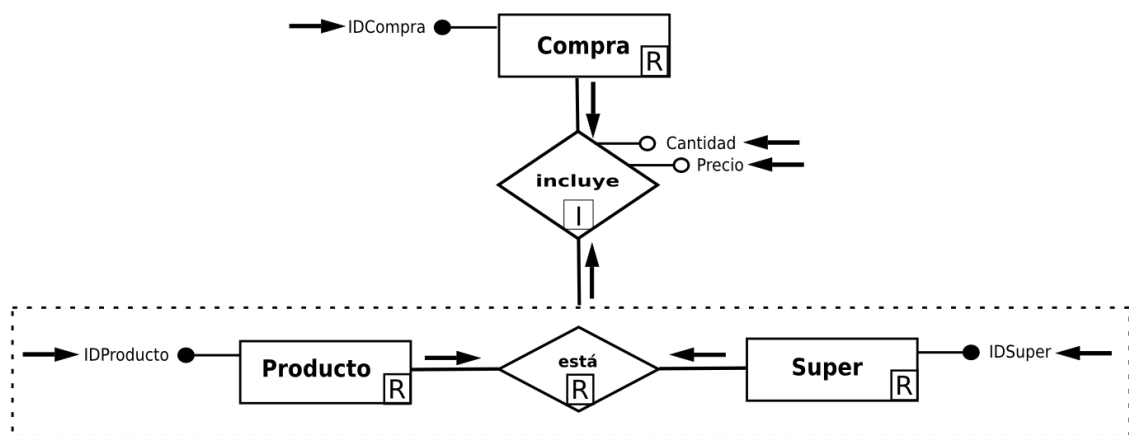 IDCompra
Compra
R
Cantidad
Precio
incluye
I
IDProducto
Producto
R
está
R
Super
R
IDSuper